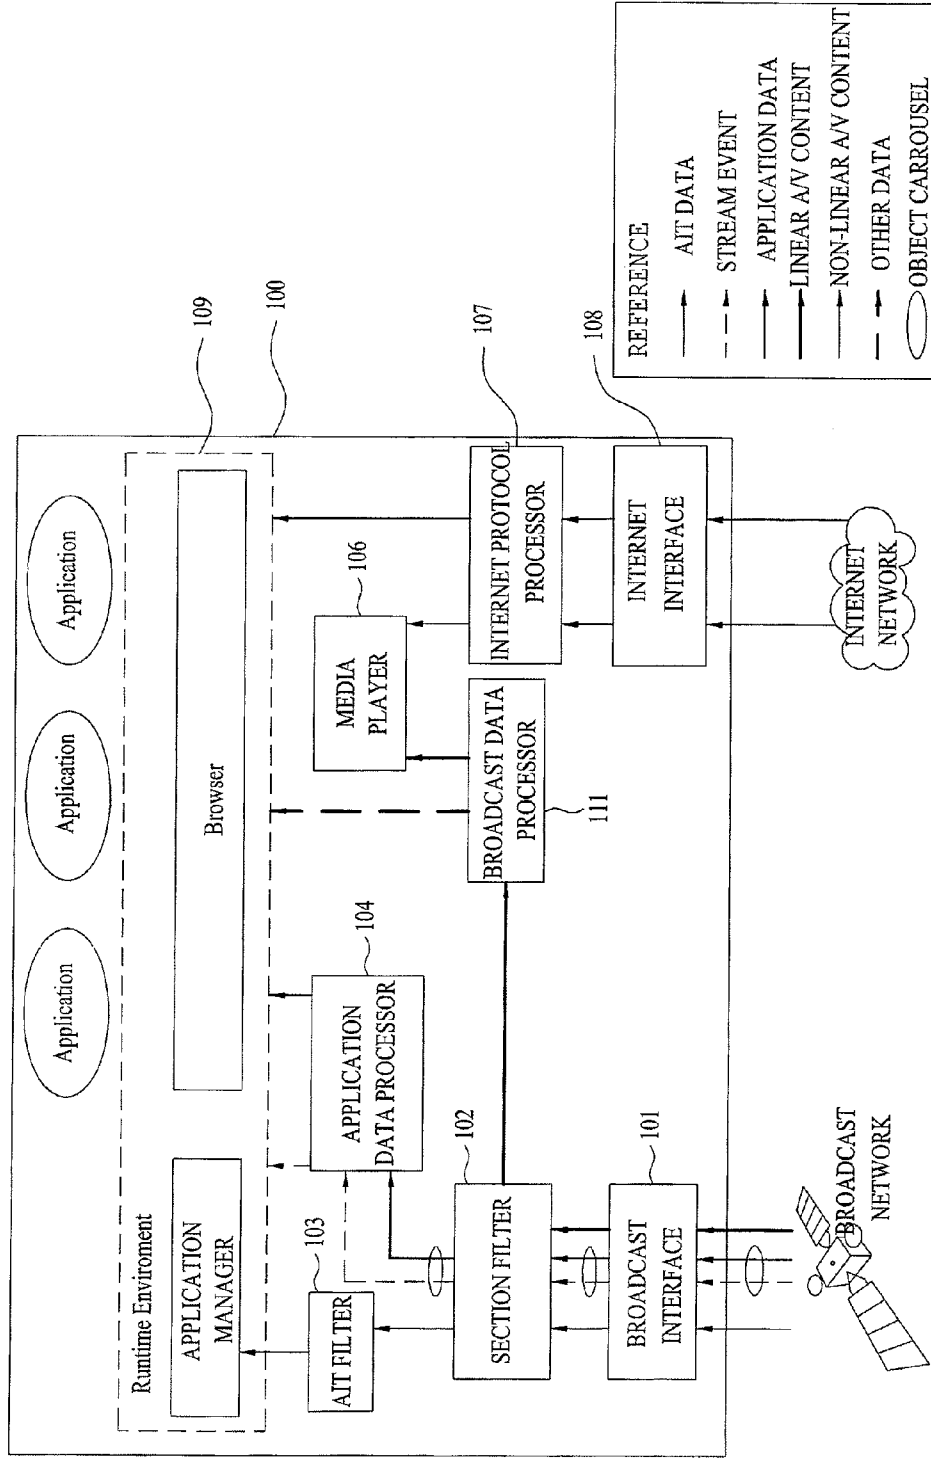 Application
Application
Application
109
100
Runtime Enviroment
APPLICATION
MANAGER
Browser
103
AIT FILTER
104
APPLICATION
DATA PROCESSOR
106
MEDIA
PLAYER
107
102
SECTION FILTER
BROADCAST DATA
PROCESSOR
111
INTERNET PROTOCOL
PROCESSOR
108
101
BROADCAST
INTERFACE
INTERNET
INTERFACE
BROADCAST
NETWORK
INTERNET
NETWORK
REFERENCE
AIT DATA
STREAM EVENT
APPLICATION DATA
LINEAR A/V CONTENT
NON-LINEAR A/V CONTENT
OTHER DATA
OBJECT CARROUSEL